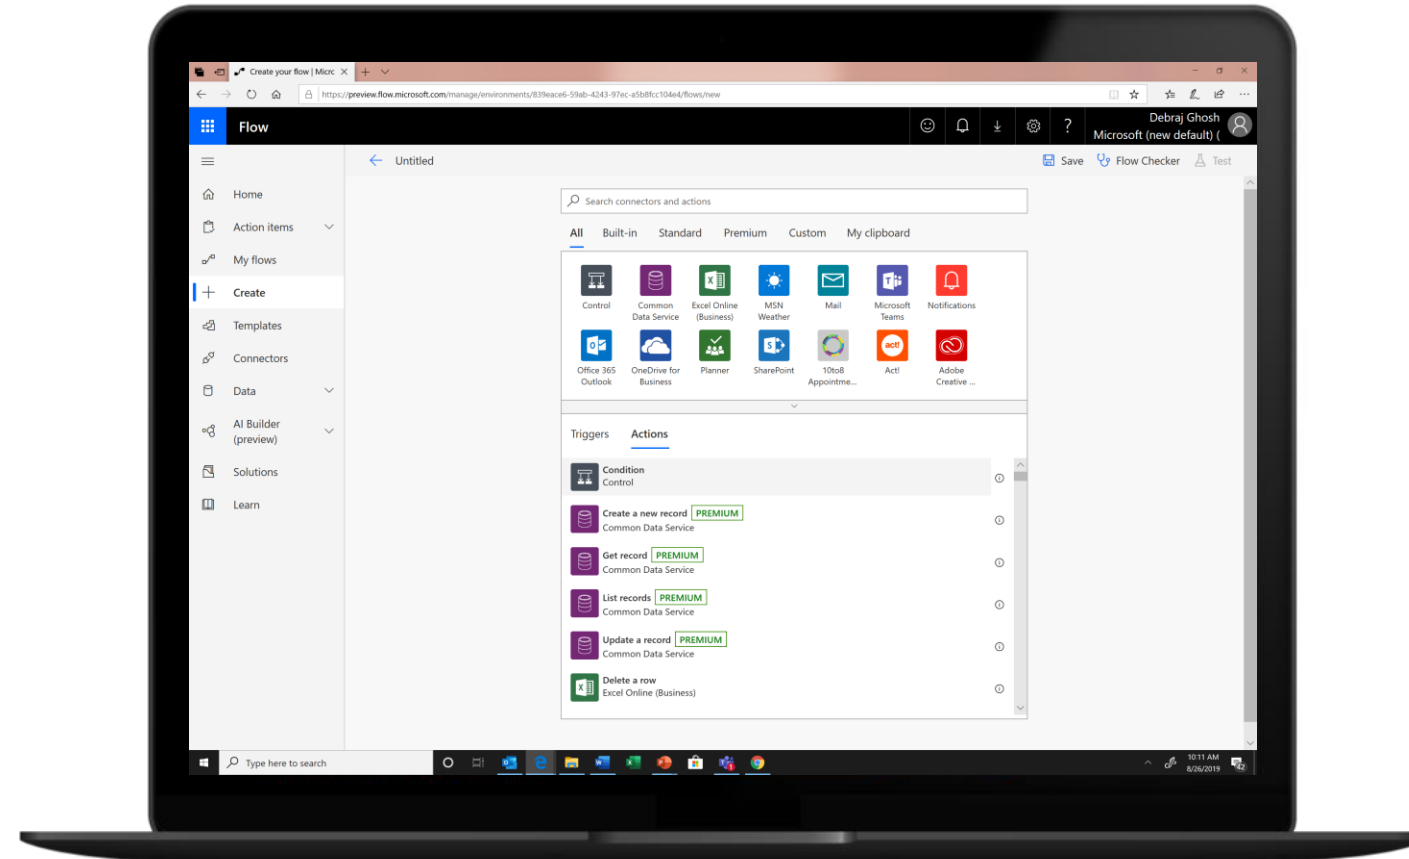 Create your flow | Micrc
https://preview.flow.microsoft.com/manage/environments/839eace6-59ab-4243-97ec-a5b8fcc104e4/flows/new
Flow
?
Debraj Ghosh
Microsoft (new default) (
Untitled
Save
Flow Checker
Test
Home
Action items
My flows
Create
Templates
Connectors
Data
AI Builder
(preview)
Solutions
Learn
Search connectors and actions
All
Built-in
Standard
Premium
Custom
My clipboard
Control
Common
Data Service
Excel Online
(Business)
MSN
Weather
Mail
Microsoft
Teams
Notifications
Office 365
Outlook
OneDrive for
Business
Planner
SharePoint
10to8
Appointme...
act!
Act!
Adobe
Creative ...
Triggers
Actions
Condition
Control
Create a new record PREMIUM
Common Data Service
Get record PREMIUM
Common Data Service
List records PREMIUM
Common Data Service
Update a record PREMIUM
Common Data Service
Delete a row
Excel Online (Business)
Type here to search
10:11 AM
8/26/2019
42